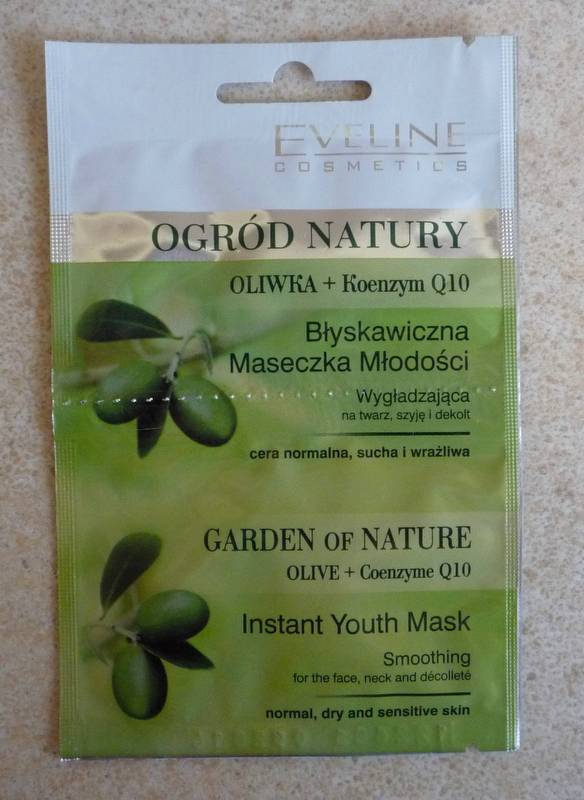 EVELINE
COSMETICS
OGRÓD NATURY
OLIWKA + Koenzym Q10
Błyskawiczna
Maseczka Młodości
Wygładzająca
na twarz, szyję i dekolt
cera normalna, sucha i wrażliwa
GARDEN OF NATURE
OLIVE + Coenzyme Q10
Instant Youth Mask
Smoothing
for the face, neck and décolleté
normal, dry and sensitive skin